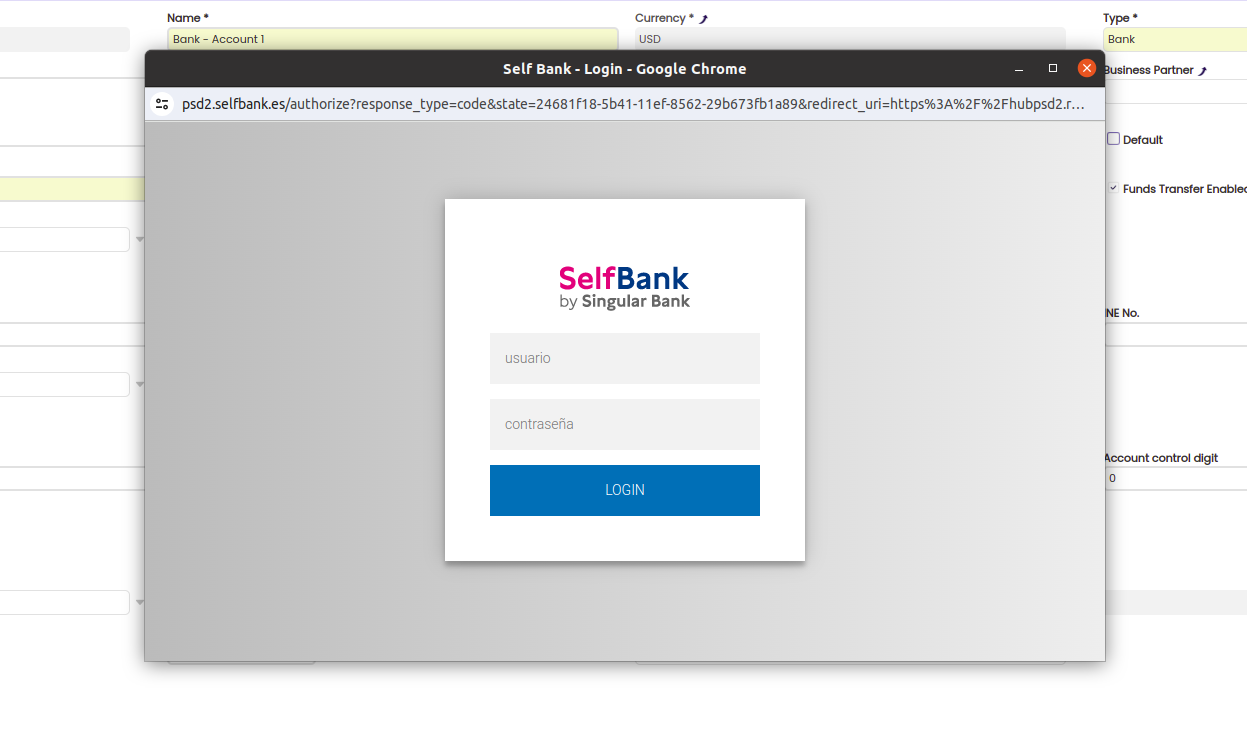 Name *
Currency *
Type *
Bank - Account 1
USD
Bank
Self Bank - Login - Google Chrome
Business Partner
psd2.selfbank.es/authorize?response_type=code&state=24681f18-5b41-11ef-8562-29b673fb1a89&redirect_uri=https%3A%2F%2Fhubpsd2.r…
Default
Funds Transfer Enabled
SelfBank
by Singular Bank
INE No.
usuario
contraseña
Account control digit
0
LOGIN